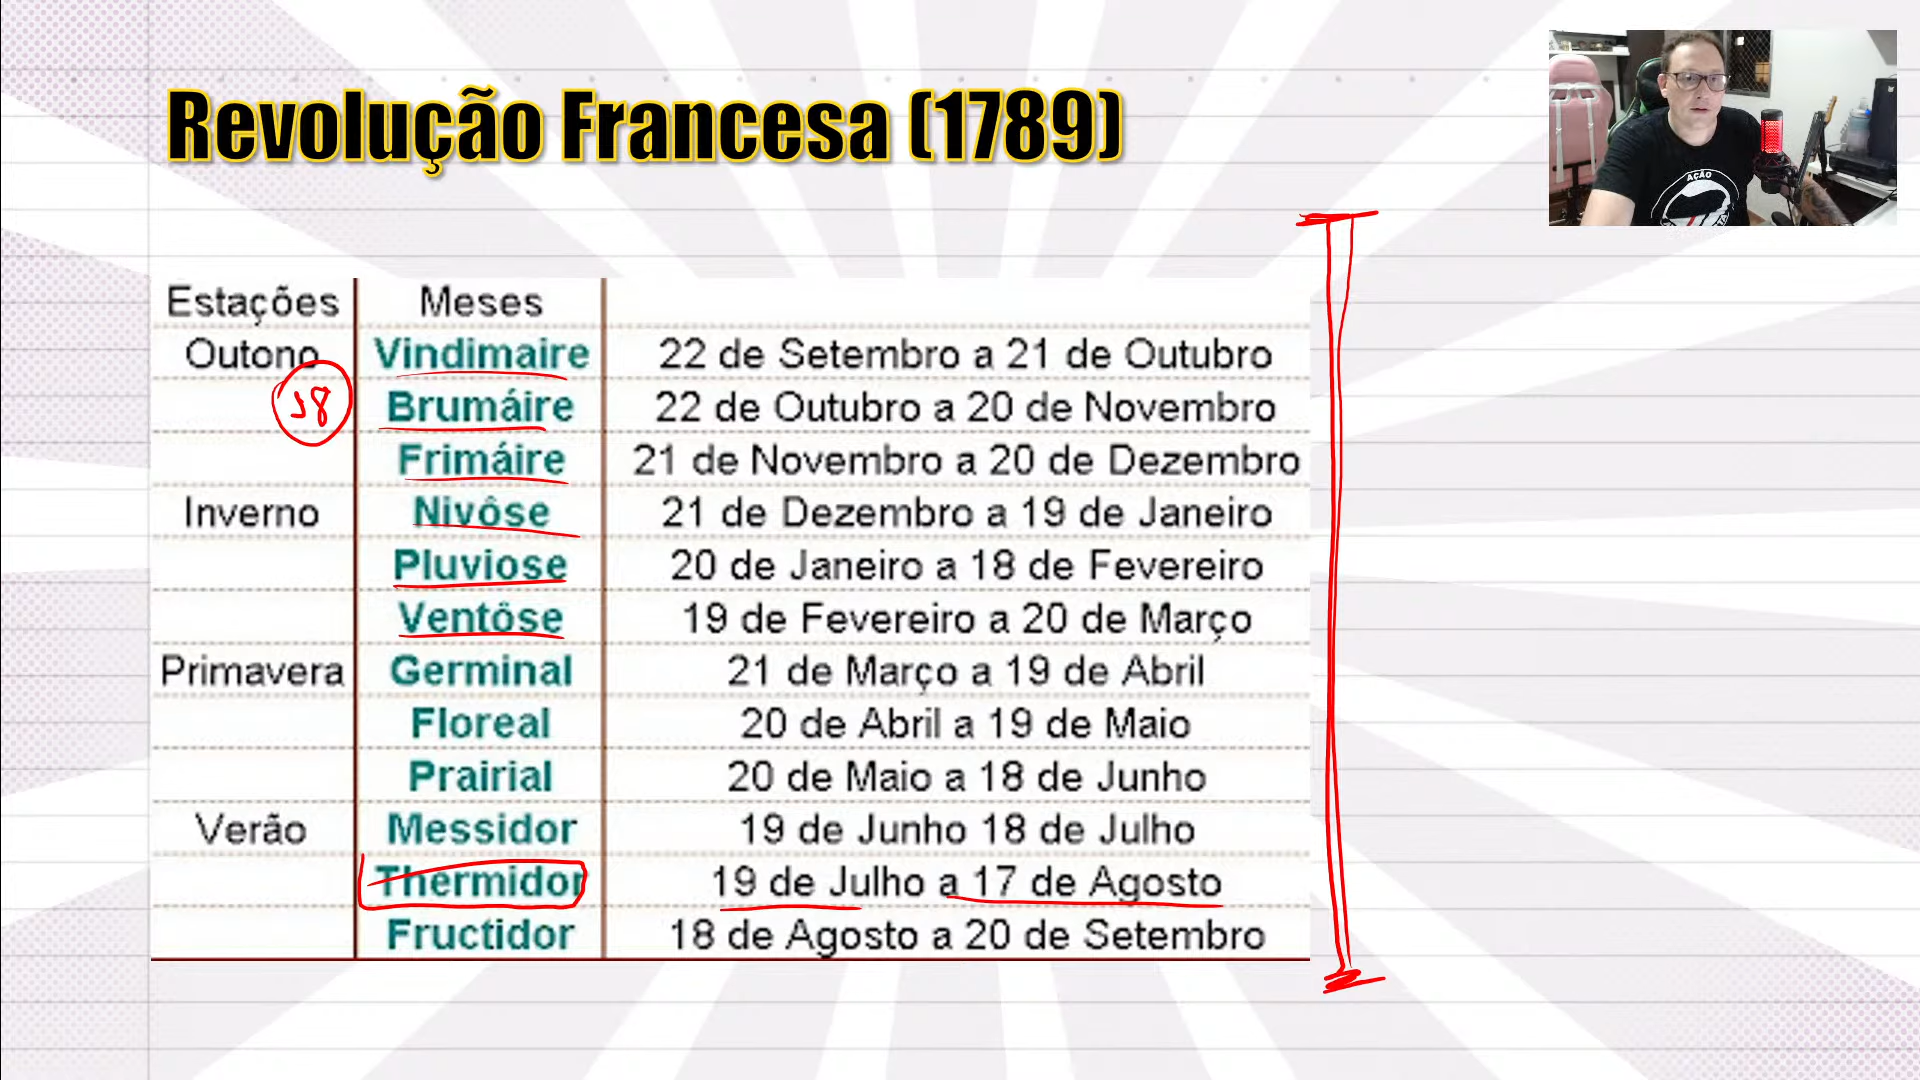 Revolução Francesa (1789)
Estações Meses
Outono Vindimaire 22 de Setembro a 21 de Outubro
18 Brumáire 22 de Outubro a 20 de Novembro
Frimáire 21 de Novembro a 20 de Dezembro
Inverno Nivôse 21 de Dezembro a 19 de Janeiro
Pluviose 20 de Janeiro a 18 de Fevereiro
Ventôse 19 de Fevereiro a 20 de Março
Primavera Germinal 21 de Março a 19 de Abril
Floreal 20 de Abril a 19 de Maio
Prairial 20 de Maio a 18 de Junho
Verão Messidor 19 de Junho 18 de Julho
Thermidor 19 de Julho a 17 de Agosto
Fructidor 18 de Agosto a 20 de Setembro
AÇÃO